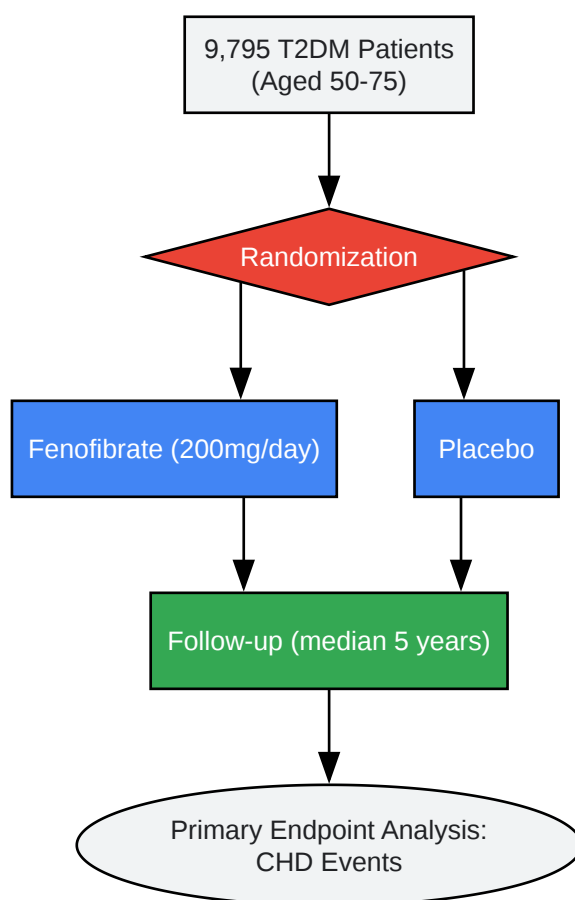 9,795 T2DM Patients
(Aged 50-75)
Randomization
Fenofibrate (200mg/day)
Placebo
Follow-up (median 5 years)
Primary Endpoint Analysis:
CHD Events